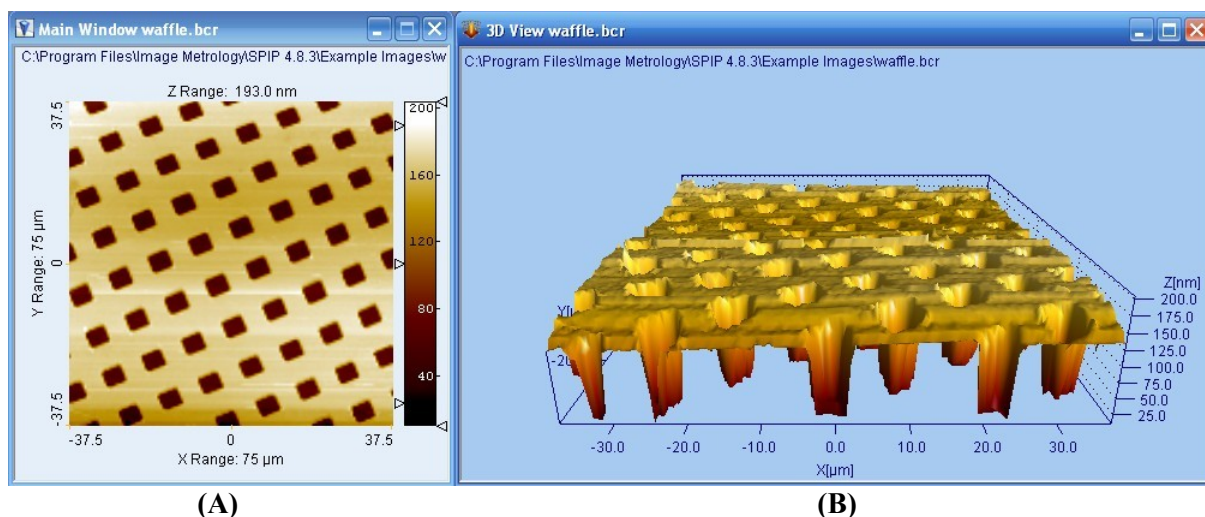 Main Window waffle.bcr
C:\Program Files\Image Metrology\SPIP 4.8.3\Example Images\w
Z Range: 193.0 nm
37.5
0
-37.5
Y Range: 75 µm
200
160
120
80
40
-37.5 0 37.5
X Range: 75 µm
(A)
3D View waffle.bcr
C:\Program Files\Image Metrology\SPIP 4.8.3\Example Images\waffle.bcr
Z[nm]
200.0
175.0
150.0
125.0
100.0
75.0
50.0
25.0
-30.0 -20.0 -10.0 0.0 10.0 20.0 30.0
X[µm]
(B)